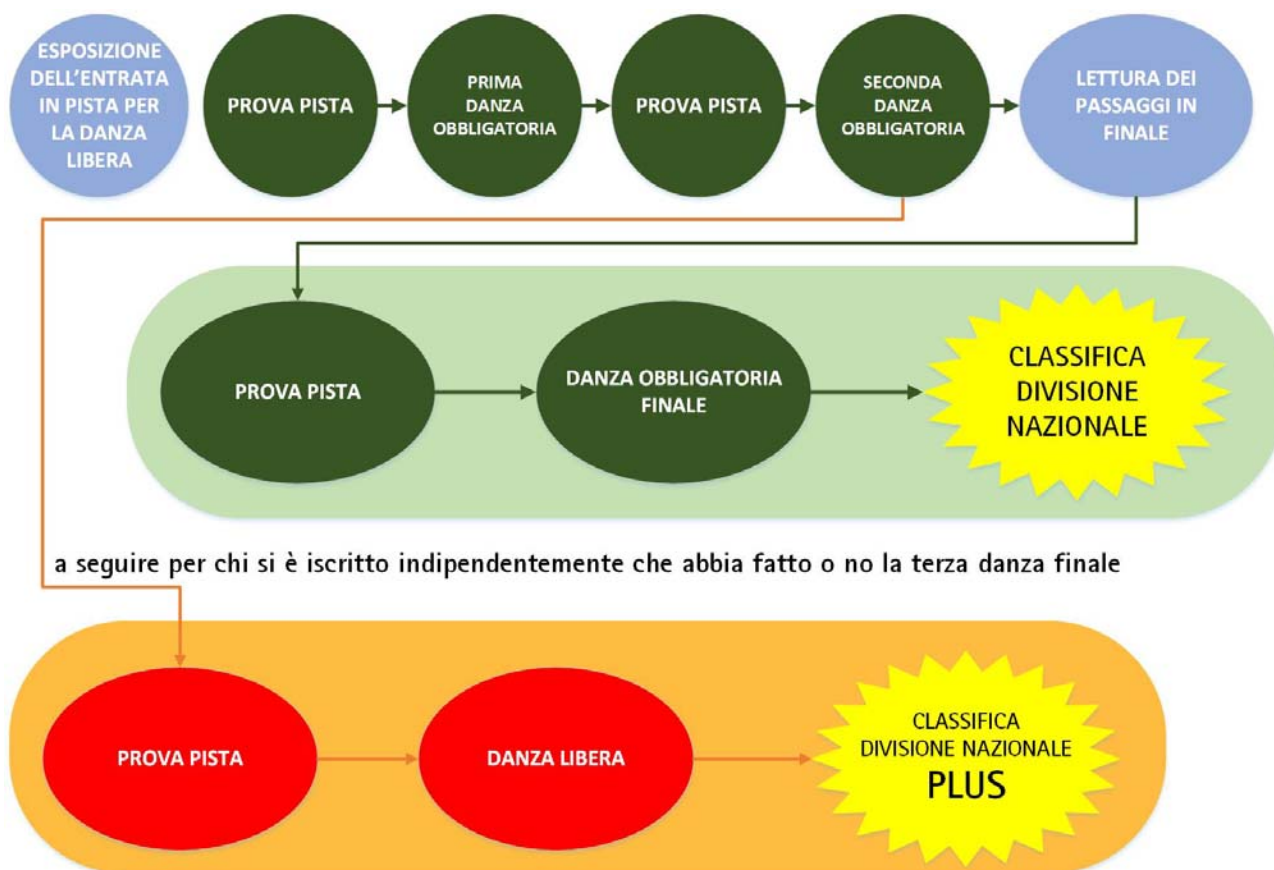 ESPOSIZIONE
DELL'ENTRATA
IN PISTA PER
LA DANZA
LIBERA
PROVA PISTA
PRIMA
DANZA
OBBLIGATORIA
PROVA PISTA
SECONDA
DANZA
OBBLIGATORIA
LETTURA DEI
PASSAGGI IN
FINALE
PROVA PISTA
DANZA OBBLIGATORIA
FINALE
CLASSIFICA
DIVISIONE
NAZIONALE
a seguire per chi si è iscritto indipendentemente che abbia fatto o no la terza danza finale
PROVA PISTA
DANZA LIBERA
CLASSIFICA
DIVISIONE NAZIONALE
PLUS